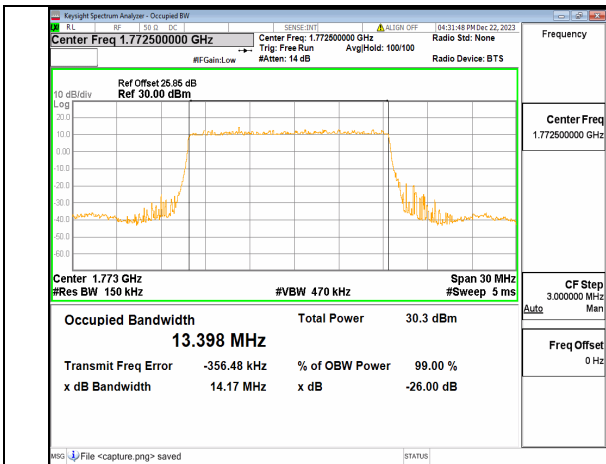 Keysight Spectrum Analyzer - Occupied BW
RL RF 50 Ω DC SENSE:INT ALIGN OFF 04:31:48 PM Dec 22, 2023
Center Freq 1.772500000 GHz
Center Freq: 1.772500000 GHz
Radio Std: None
Trig: Free Run Avg|Hold: 100/100
#IFGain:Low #Atten: 14 dB Radio Device: BTS
Ref Offset 25.85 dB
10 dB/div Ref 30.00 dBm
Log
20.0
10.0
0.00
-10.0
-20.0
-30.0
-40.0
-50.0
-60.0
Center 1.773 GHz Span 30 MHz
#Res BW 150 kHz #VBW 470 kHz #Sweep 5 ms
Occupied Bandwidth Total Power 30.3 dBm
13.398 MHz
Transmit Freq Error -356.48 kHz % of OBW Power 99.00 %
x dB Bandwidth 14.17 MHz x dB -26.00 dB
MSG File <capture.png> saved STATUS
Frequency
Center Freq
1.772500000 GHz
CF Step
3.000000 MHz
Auto Man
Freq Offset
0 Hz